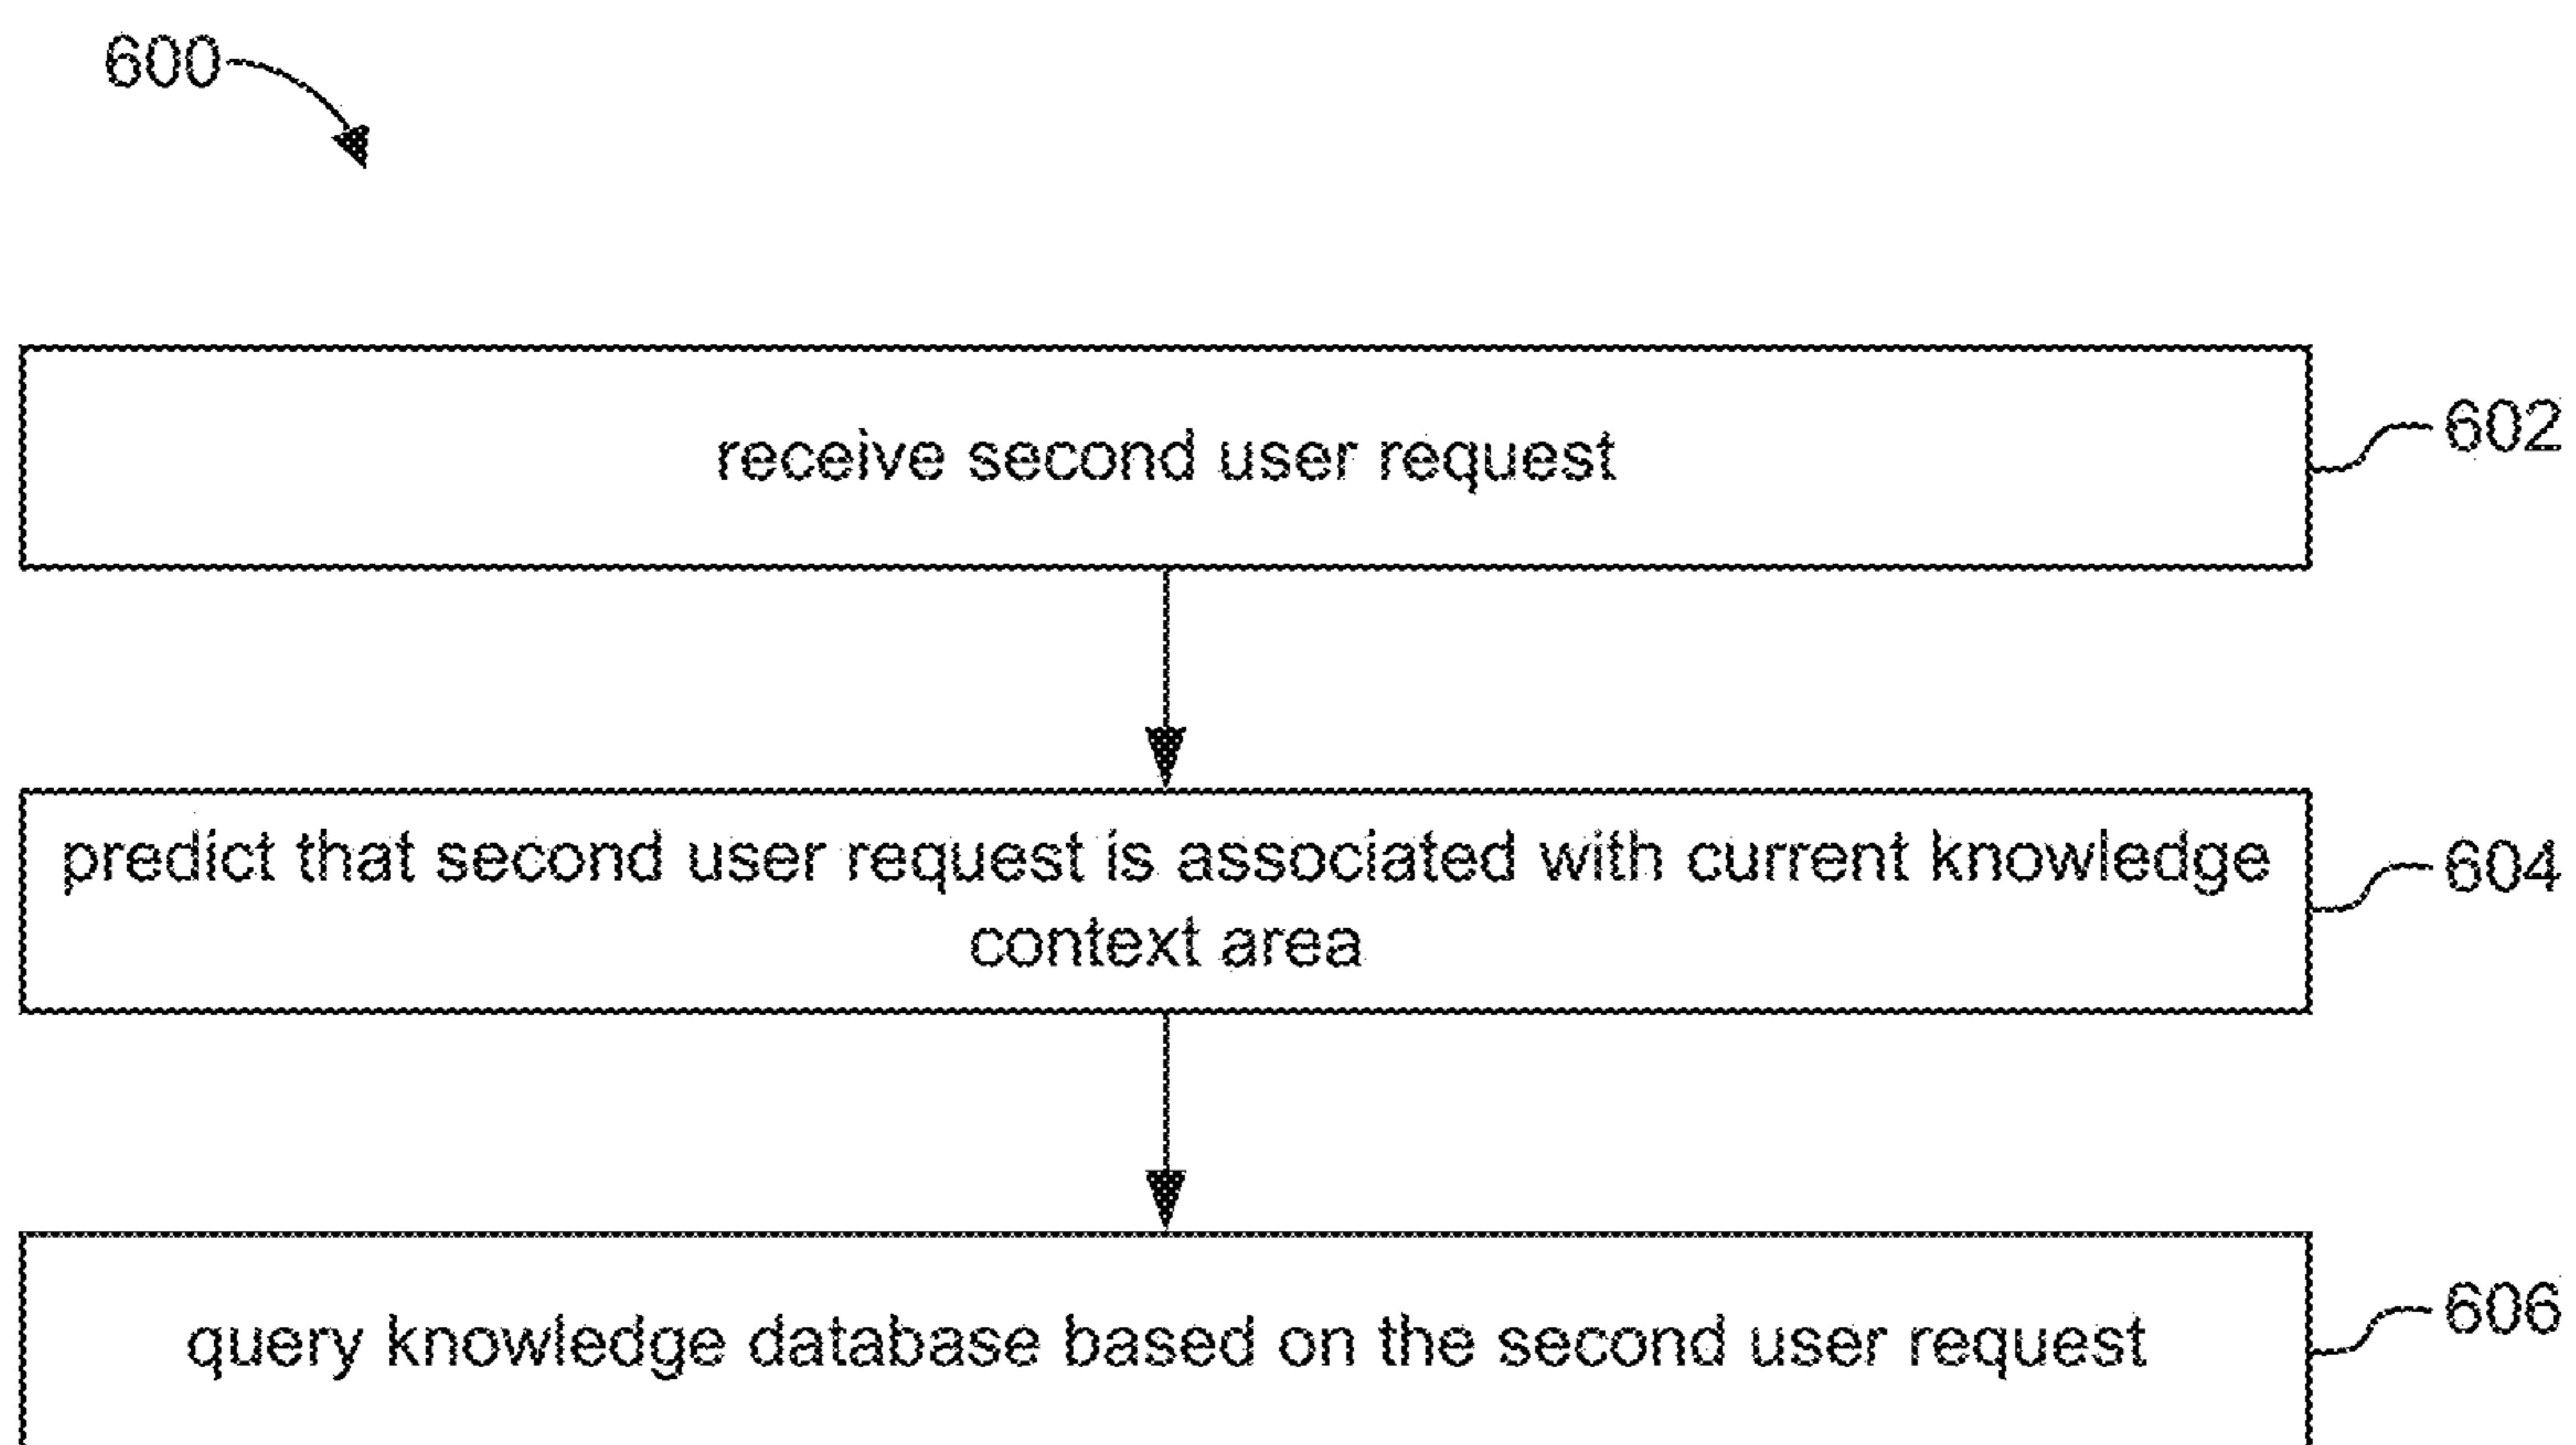 600
receive second user request
602
predict that second user request is associated with current knowledge
context area
604
query knowledge database based on the second user request
606